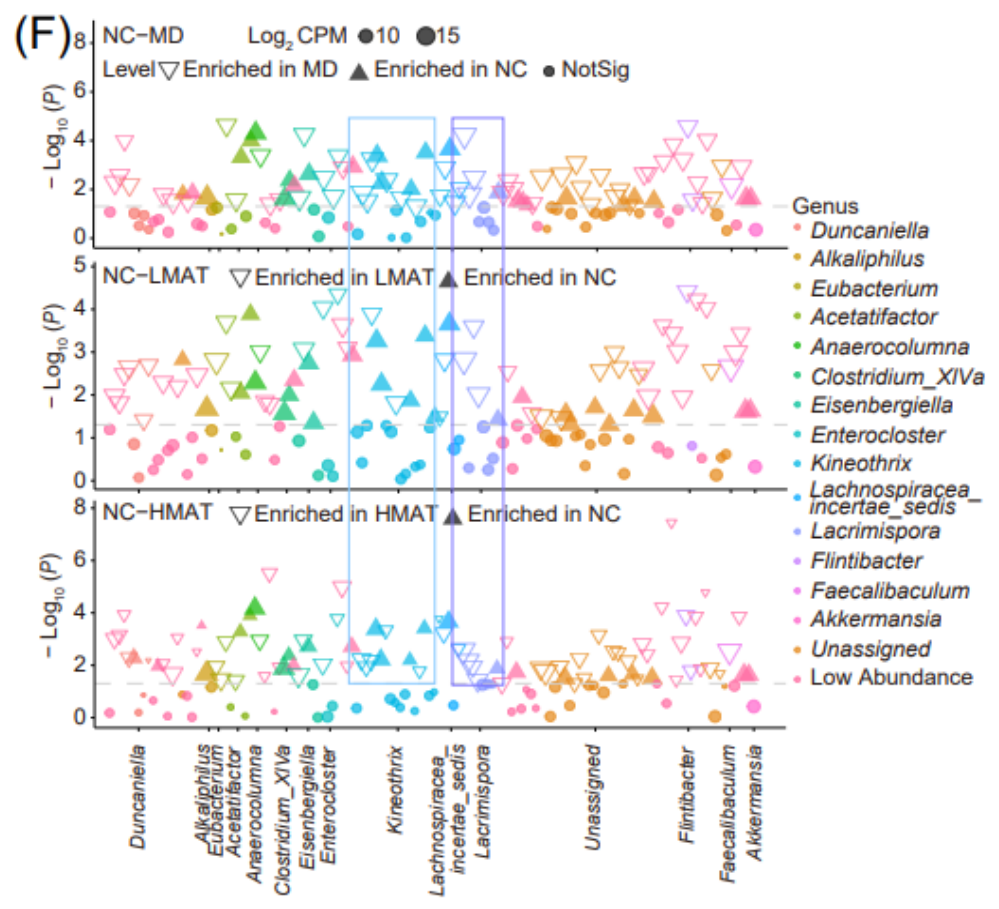 (F)
NC−MD Log2 CPM 10 15
Level Enriched in MD Enriched in NC NotSig
− Log10 (P)
8
6
4
2
0
NC−LMAT Enriched in LMAT Enriched in NC
− Log10 (P)
5
4
3
2
1
0
NC−HMAT Enriched in HMAT Enriched in NC
− Log10 (P)
8
6
4
2
0
Duncaniella
Alkaliphilus
Eubacterium
Acetatifactor
Anaerocolumna
Clostridium_XIVa
Eisenbergiella
Enterocloster
Kineothrix
Lachnospiracea_
incertae_sedis
Lacrimispora
Unassigned
Flintibacter
Faecalibaculum
Akkermansia
Genus
Duncaniella
Alkaliphilus
Eubacterium
Acetatifactor
Anaerocolumna
Clostridium_XIVa
Eisenbergiella
Enterocloster
Kineothrix
Lachnospiracea_
incertae_sedis
Lacrimispora
Flintibacter
Faecalibaculum
Akkermansia
Unassigned
Low Abundance